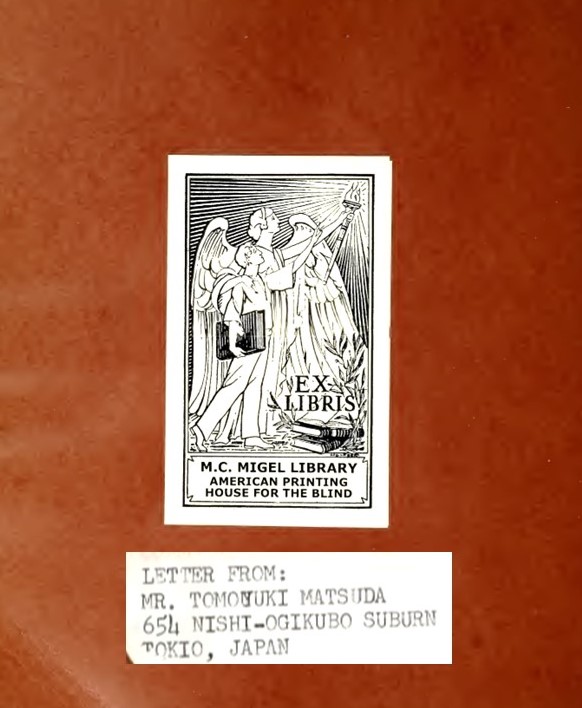 EX-
LIBRIS
M.C. MIGEL LIBRARY
AMERICAN PRINTING
HOUSE FOR THE BLIND
LETTER FROM:
MR. TOMOYUKI MATSUDA
654 NISHI-OGIKUBO SUBURN
TOKIO, JAPAN